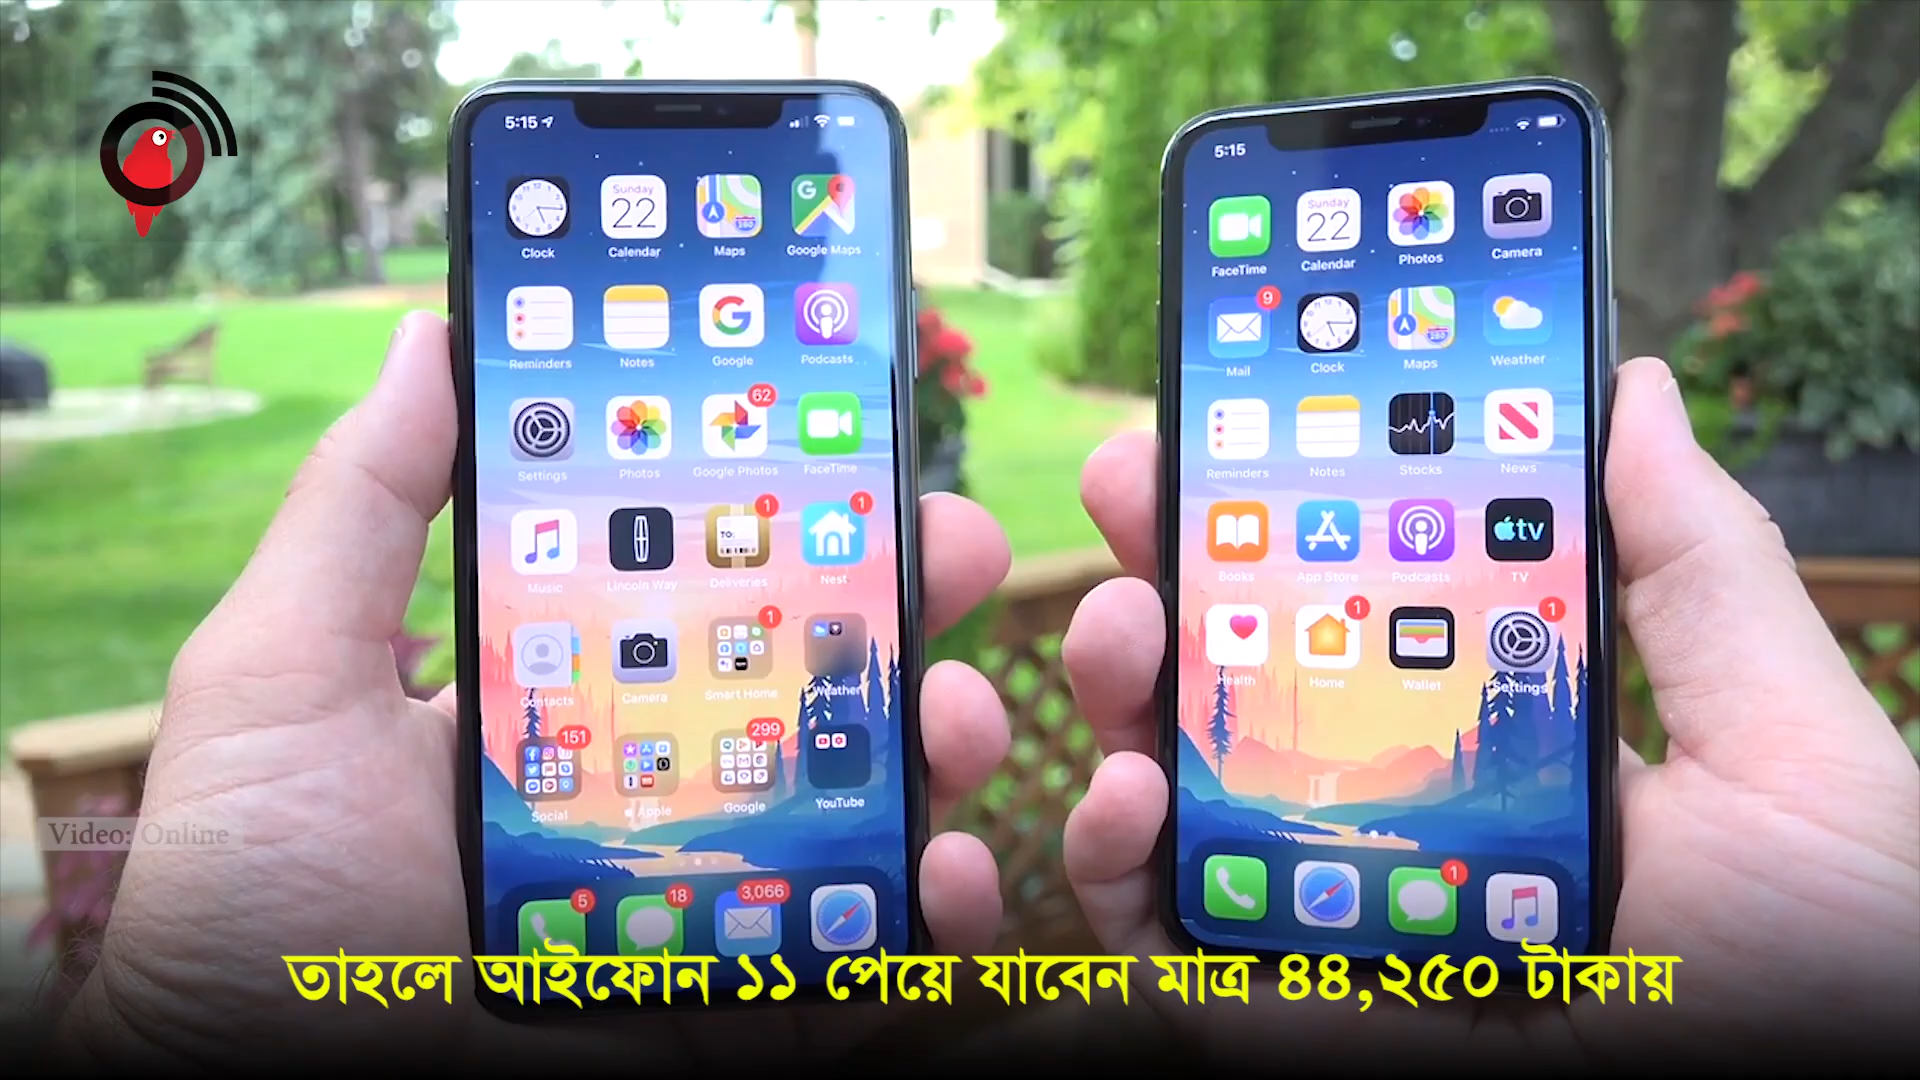 5:15
Clock
Sunday
22
Calendar
280
Maps
G
Google Maps
Reminders
Notes
G
Google
Podcasts
Settings
Photos
62
Google Photos
FaceTime
Music
Lincoln Way
TO:
1
Deliveries
1
Nest
Contacts
Camera
1
Smart Home
Weather
151
Social
Apple
299
Google
YouTube
5
18
3,066
5:15
FaceTime
Sunday
22
Calendar
Photos
Camera
9
Mail
Clock
280
Maps
Weather
Reminders
Notes
Stocks
News
Books
App Store
Podcasts
tv
TV
Health
1
Home
Wallet
1
Settings
1
Video: Online
তাহলে আইফোন ১১ পেয়ে যাবেন মাত্র ৪৪,২৫০ টাকায়